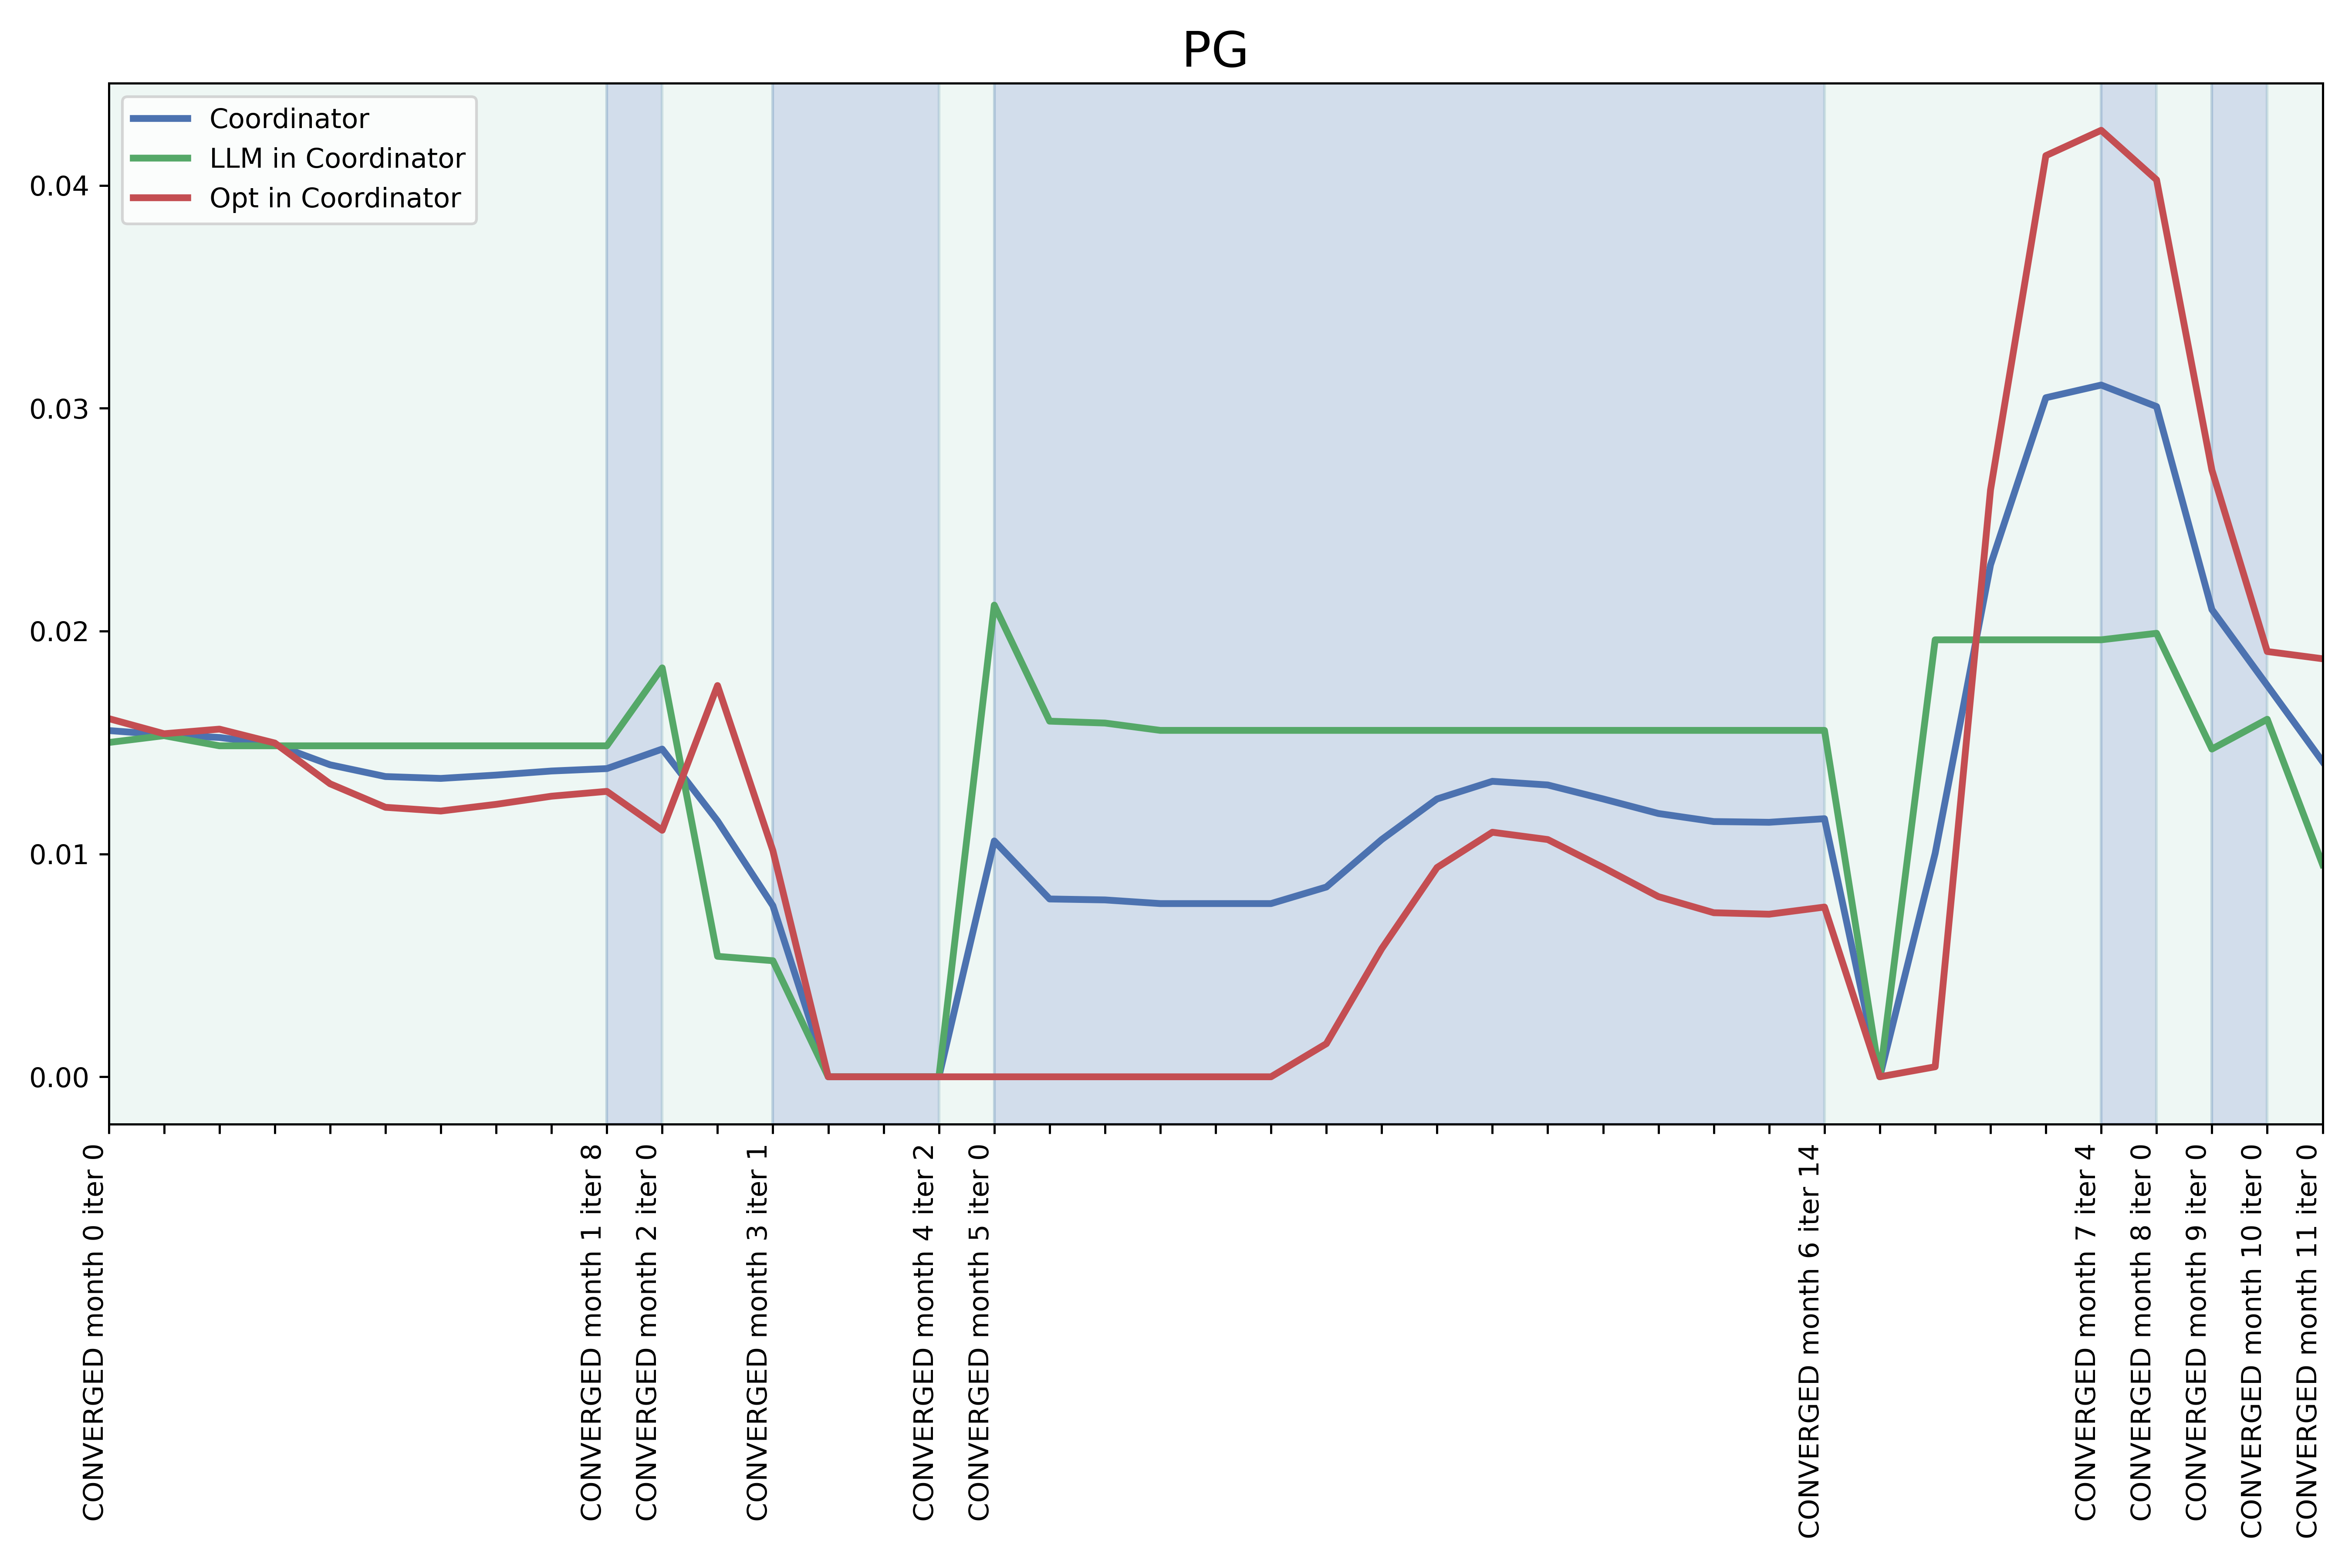 PG
Coordinator
LLM in Coordinator
Opt in Coordinator
0.04
0.03
0.02
0.01
0.00
CONVERGED month 0 iter 0
CONVERGED month 1 iter 8
CONVERGED month 2 iter 0
CONVERGED month 3 iter 1
CONVERGED month 4 iter 2
CONVERGED month 5 iter 0
CONVERGED month 6 iter 14
CONVERGED month 7 iter 4
CONVERGED month 8 iter 0
CONVERGED month 9 iter 0
CONVERGED month 10 iter 0
CONVERGED month 11 iter 0